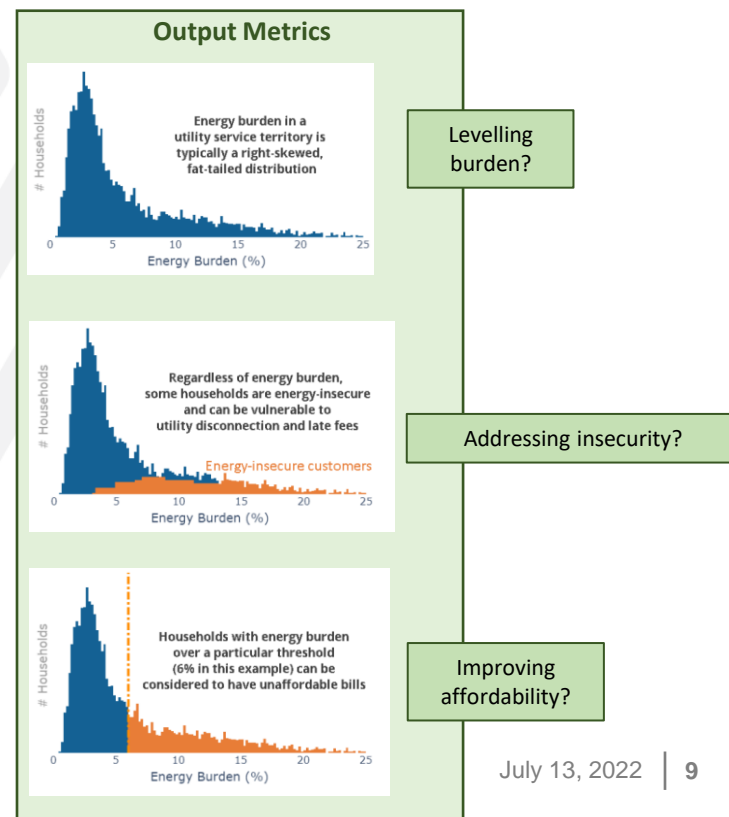 Output Metrics
# Households
Energy burden in a
utility service territory is
typically a right-skewed,
fat-tailed distribution
0 5 10 15 20 25
Energy Burden (%)
Levelling
burden?
# Households
Regardless of energy burden,
some households are energy-insecure
and can be vulnerable to
utility disconnection and late fees
Energy-insecure customers
0 5 10 15 20 25
Energy Burden (%)
Addressing insecurity?
# Households
Households with energy burden
over a particular threshold
(6% in this example) can be
considered to have unaffordable bills
0 5 10 15 20 25
Energy Burden (%)
Improving
affordability?
July 13, 2022 | 9